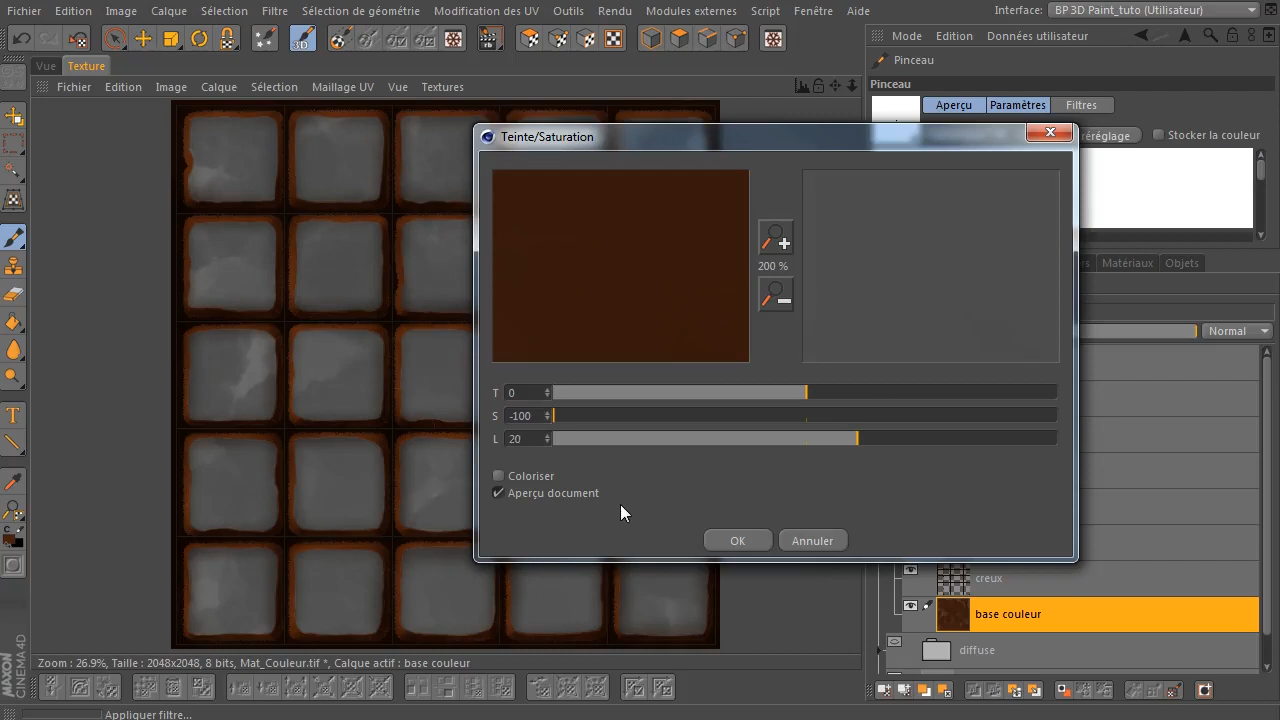 Fichier Edition Image Calque Sélection Filtre Sélection de géométrie Modification des UV Outils Rendu Modules externes Script Fenêtre Aide Interface: BP 3D Paint_tuto (Utilisateur)
3D
Mode Edition Données utilisateur
Vue Texture
Pinceau
Fichier Edition Image Calque Sélection Maillage UV Vue Textures
Pinceau
Aperçu Paramètres Filtres
Teinte/Saturation
Stocker la couleur
Matériaux Objets
200 %
Normal
T 0
S -100
L 20
Coloriser
Aperçu document
OK Annuler
creux
base couleur
diffuse
Zoom : 26.9%, Taille : 2048x2048, 8 bits, Mat_Couleur.tif *, Calque actif : base couleur
MAXON
CINEMA 4D
Appliquer filtre...